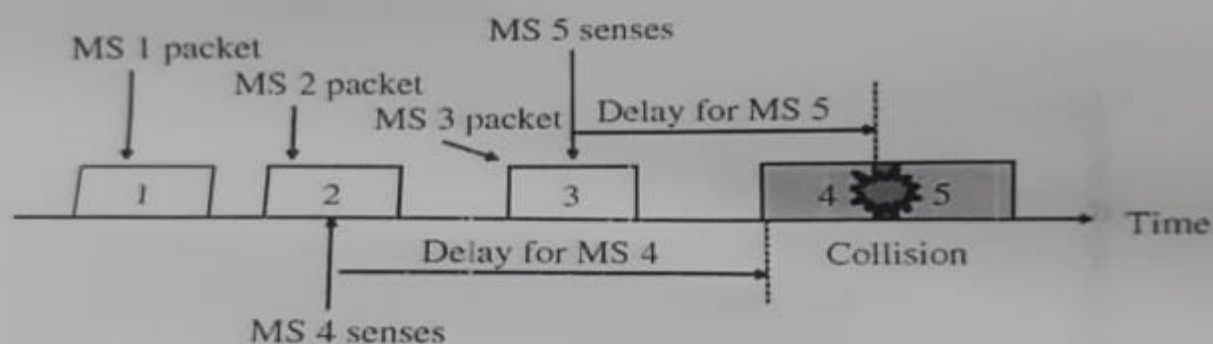 MS 5 senses
MS 1 packet
MS 2 packet
MS 3 packet
Delay for MS 5
1
2
3
4
5
Time
Delay for MS 4
Collision
MS 4 senses